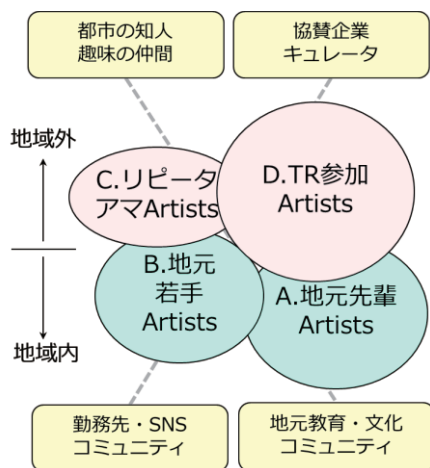 都市の知人
趣味の仲間
協賛企業
キュレータ
地域外
C.リピータ
アマArtists
D.TR参加
Artists
B.地元
若手
Artists
A.地元先輩
Artists
地域内
勤務先・SNS
コミュニティ
地元教育・文化
コミュニティ